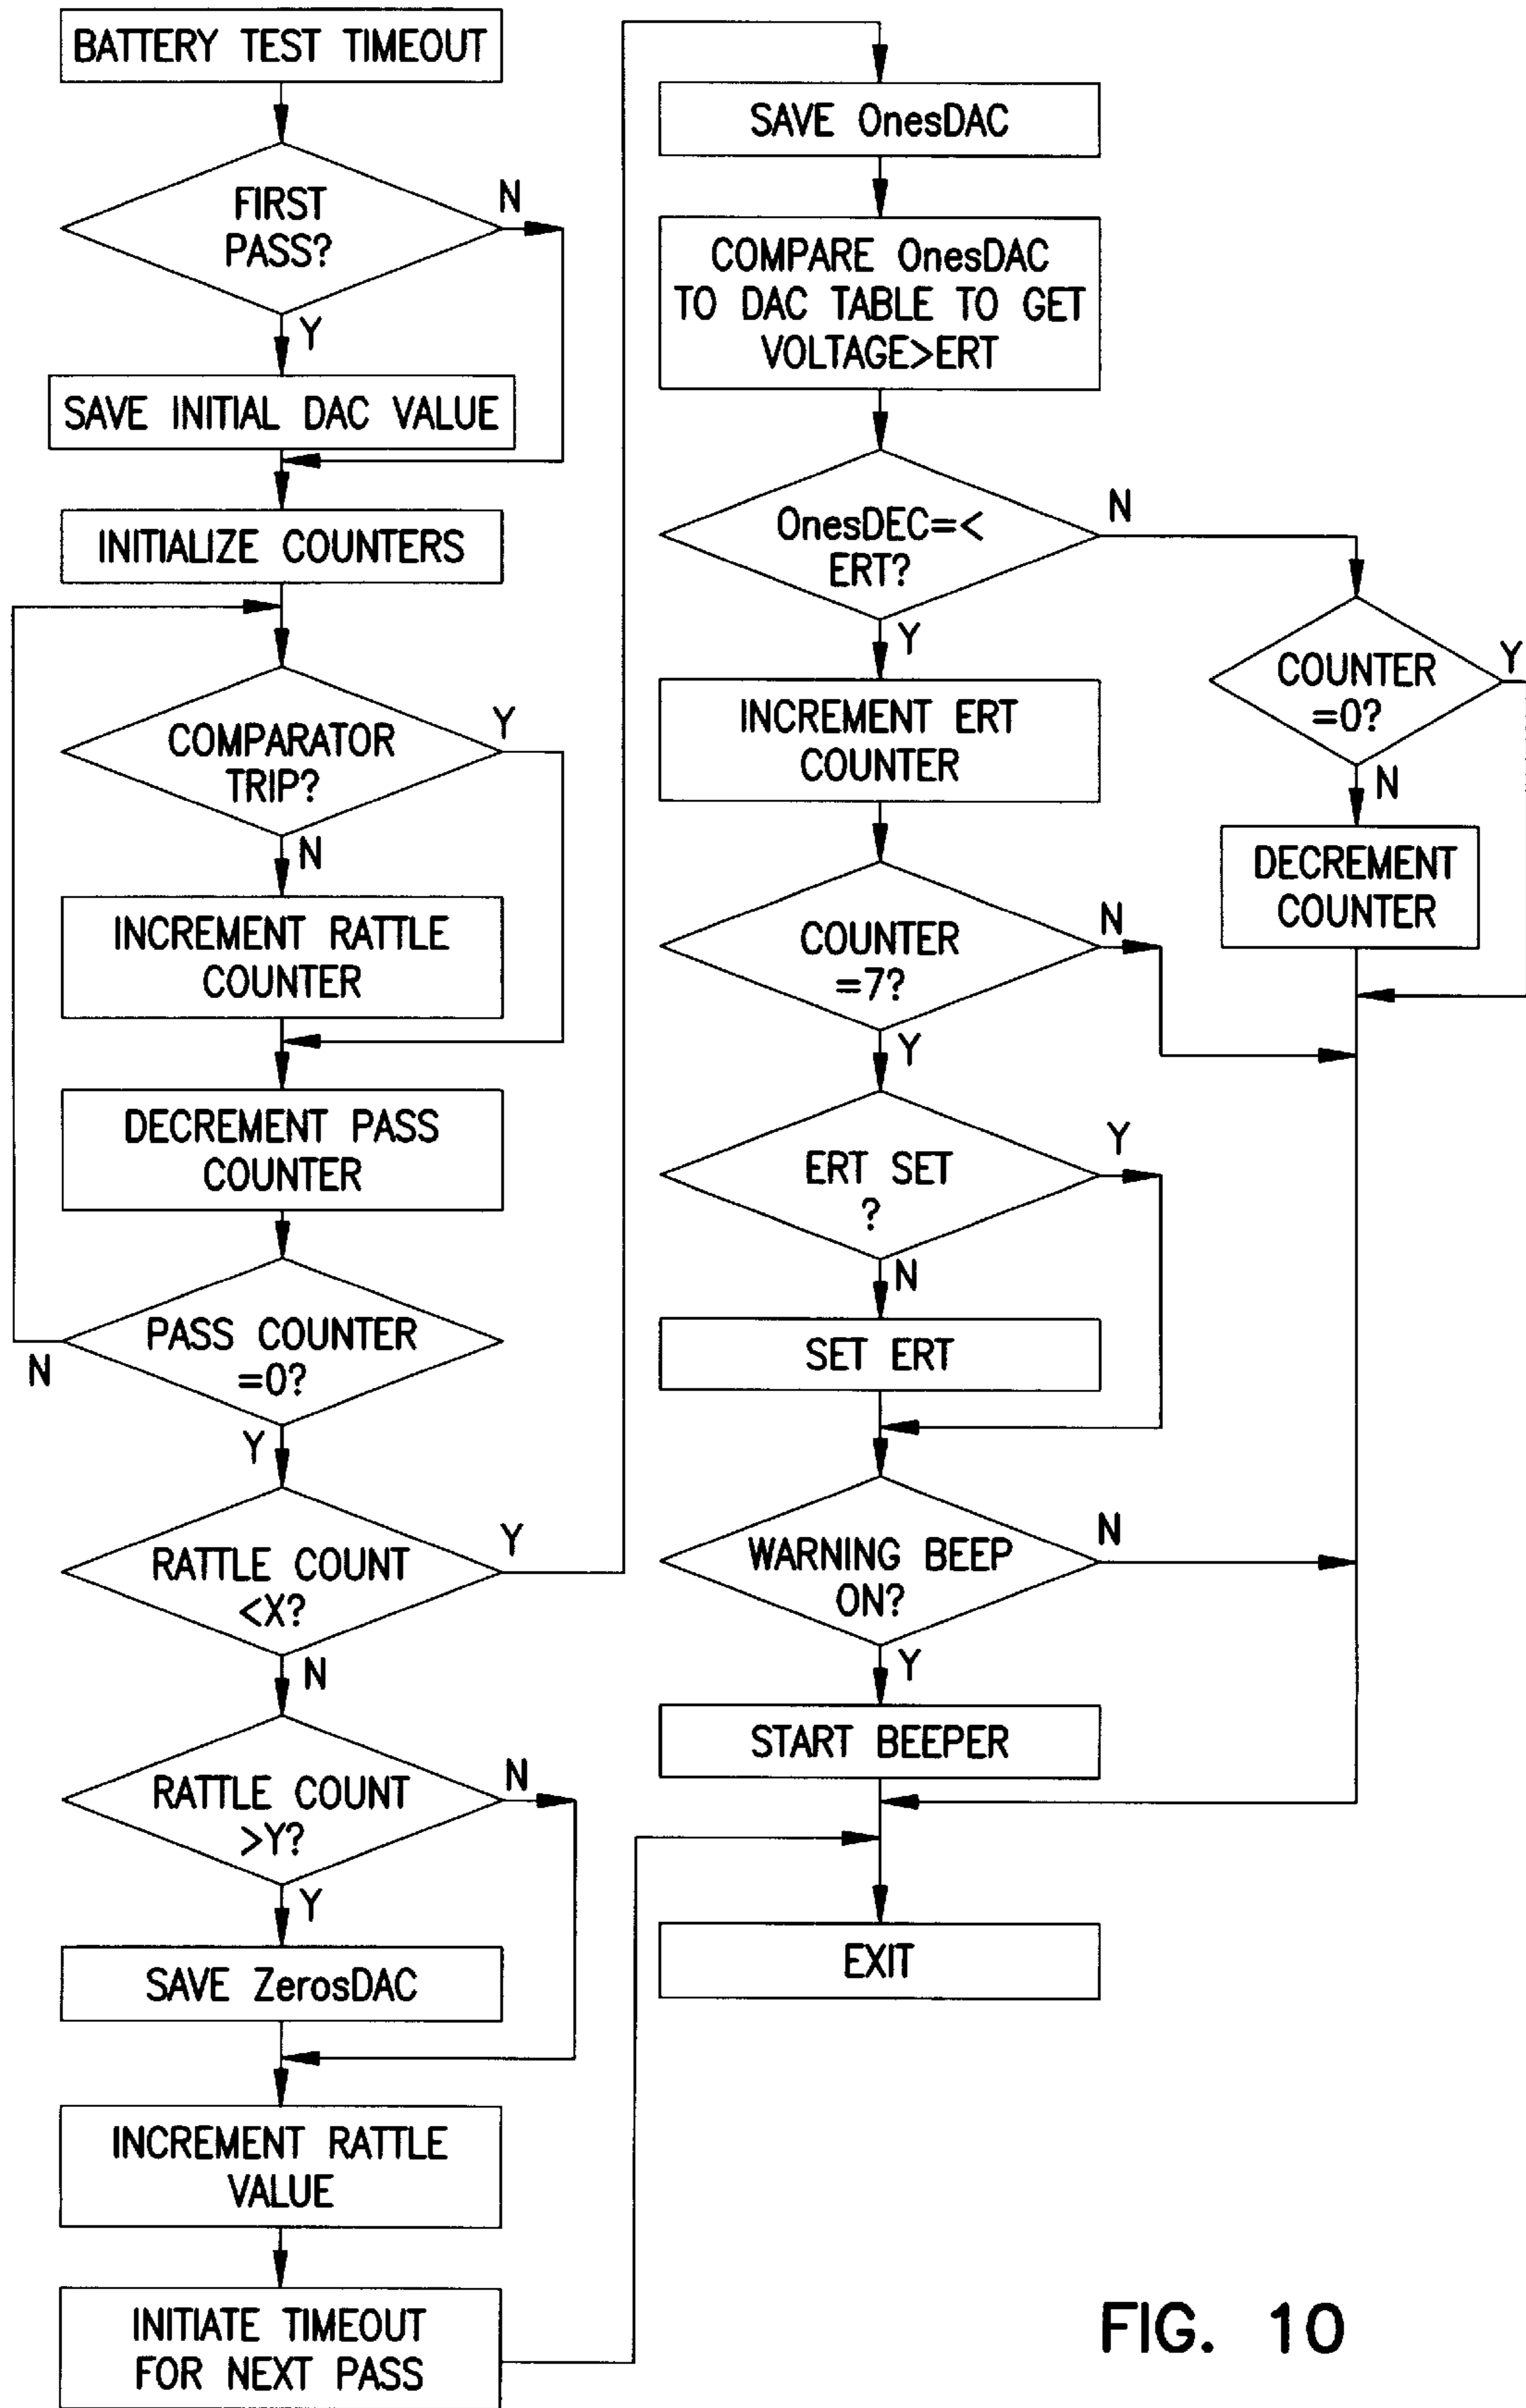 BATTERY TEST TIMEOUT
FIRST
PASS?
N
Y
SAVE INITIAL DAC VALUE
INITIALIZE COUNTERS
COMPARATOR
TRIP?
Y
N
INCREMENT RATTLE
COUNTER
DECREMENT PASS
COUNTER
PASS COUNTER
=0?
N
Y
RATTLE COUNT
<X?
Y
N
RATTLE COUNT
>Y?
N
Y
SAVE ZerosDAC
INCREMENT RATTLE
VALUE
INITIATE TIMEOUT
FOR NEXT PASS
SAVE OnesDAC
COMPARE OnesDAC
TO DAC TABLE TO GET
VOLTAGE>ERT
OnesDEC=<
ERT?
N
Y
COUNTER
=0?
Y
N
DECREMENT
COUNTER
INCREMENT ERT
COUNTER
COUNTER
=7?
N
Y
ERT SET
?
Y
N
SET ERT
WARNING BEEP
ON?
N
Y
START BEEPER
EXIT
FIG. 10